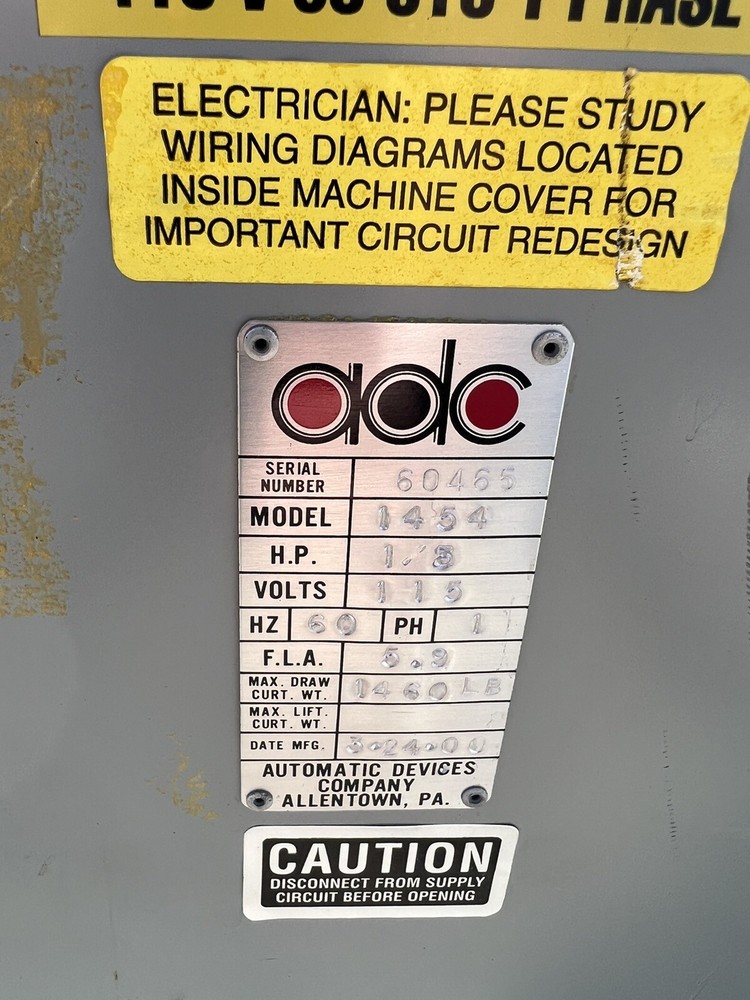 1 PHASE
ELECTRICIAN: PLEASE STUDY
WIRING DIAGRAMS LOCATED
INSIDE MACHINE COVER FOR
IMPORTANT CIRCUIT REDESIGN
adc
SERIAL NUMBER 60465
MODEL 1454
H.P.
VOLTS 115
HZ 60 PH 1
F.L.A. 5.9
MAX. DRAW CURT. WT. 1460 LB
MAX. LIFT. CURT. WT.
DATE MFG. 3-24-00
AUTOMATIC DEVICES
COMPANY
ALLENTOWN, PA.
CAUTION
DISCONNECT FROM SUPPLY
CIRCUIT BEFORE OPENING